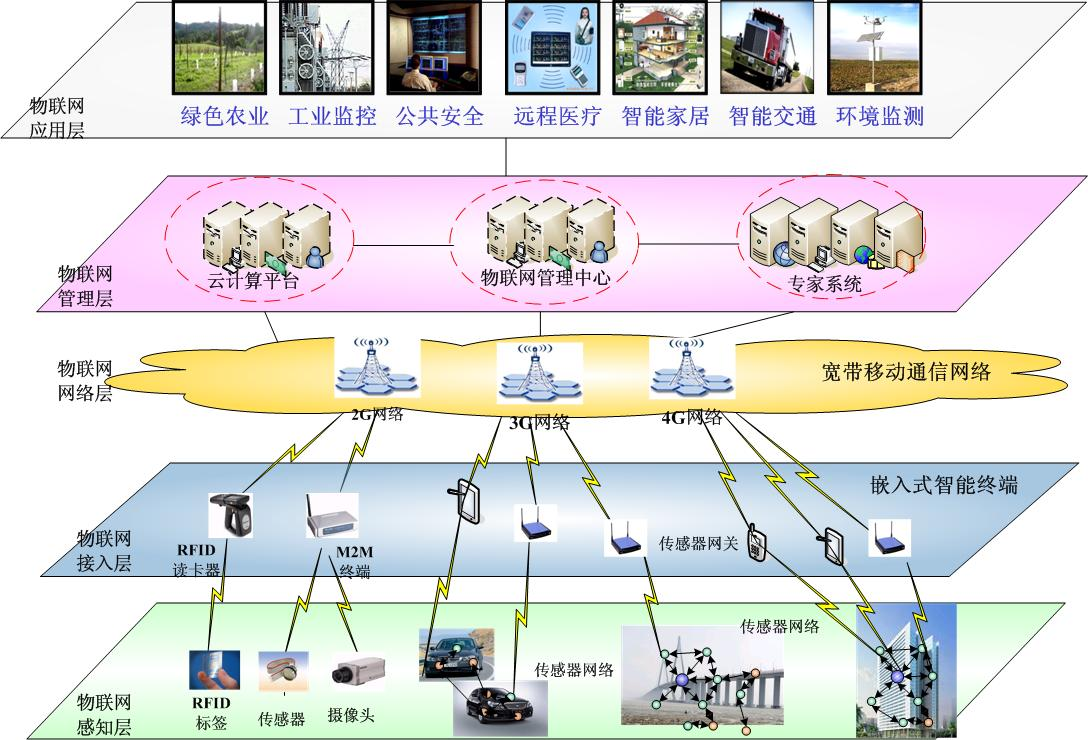 绿色农业 工业监控 公共安全 远程医疗 智能家居 智能交通 环境监测
物联网
应用层
物联网
管理层
云计算平台
物联网管理中心
专家系统
物联网
网络层
宽带移动通信网络
2G网络
3G网络
4G网络
嵌入式智能终端
物联网
接入层
RFID
读卡器
M2M
终端
传感器网关
传感器网络
传感器网络
物联网
感知层
RFID
标签
传感器
摄像头